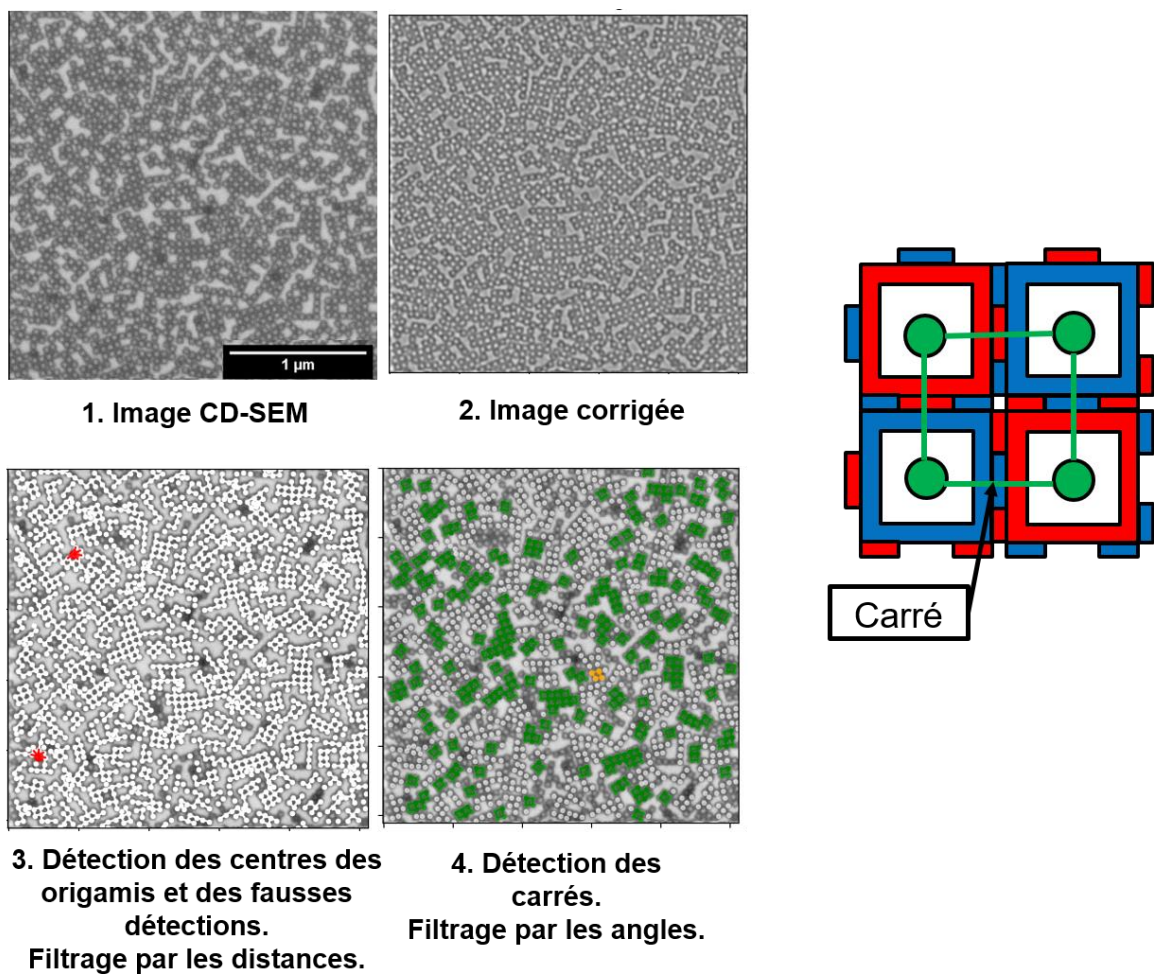 1 µm
1. Image CD-SEM
2. Image corrigée
3. Détection des centres des
origamis et des fausses
détections.
Filtrage par les distances.
4. Détection des
carrés.
Filtrage par les angles.
Carré